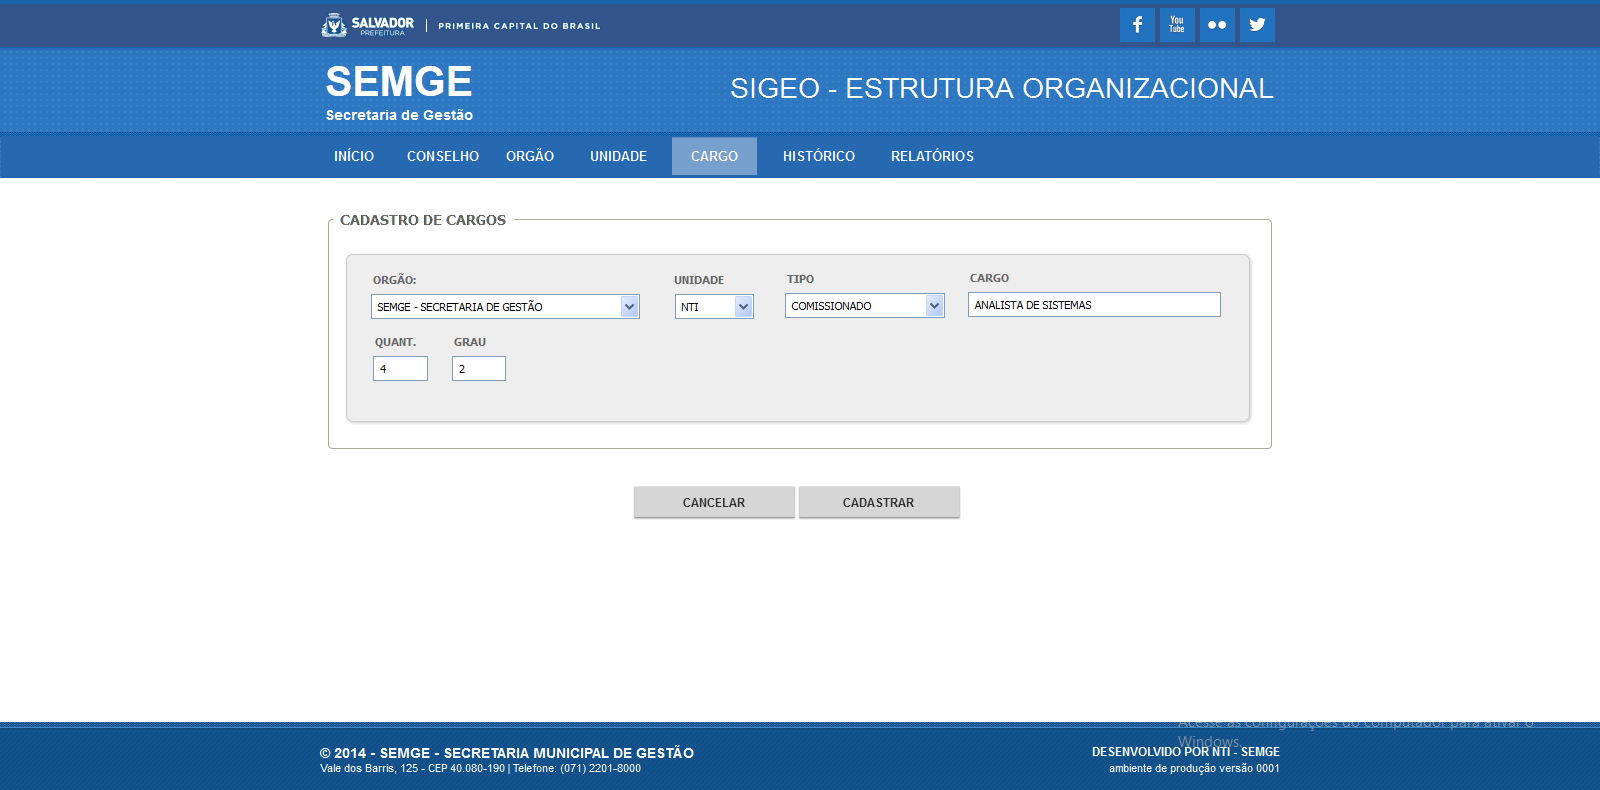 SALVADOR
PREFEITURA
PRIMEIRA CAPITAL DO BRASIL
You
Tube
SEMGE
Secretaria de Gestão
SIGEO - ESTRUTURA ORGANIZACIONAL
INÍCIO CONSELHO ORGÃO UNIDADE CARGO HISTÓRICO RELATÓRIOS
CADASTRO DE CARGOS
ORGÃO: UNIDADE TIPO CARGO
SEMGE - SECRETARIA DE GESTÃO NTI COMISSIONADO ANALISTA DE SISTEMAS
QUANT. GRAU
4 2
CANCELAR CADASTRAR
Acesse as configurações do computador para ativar o
Windows.
© 2014 - SEMGE - SECRETARIA MUNICIPAL DE GESTÃO
Vale dos Barris, 125 - CEP 40.080-190 | Telefone: (071) 2201-8000
DESENVOLVIDO POR NTI - SEMGE
ambiente de produção versão 0001